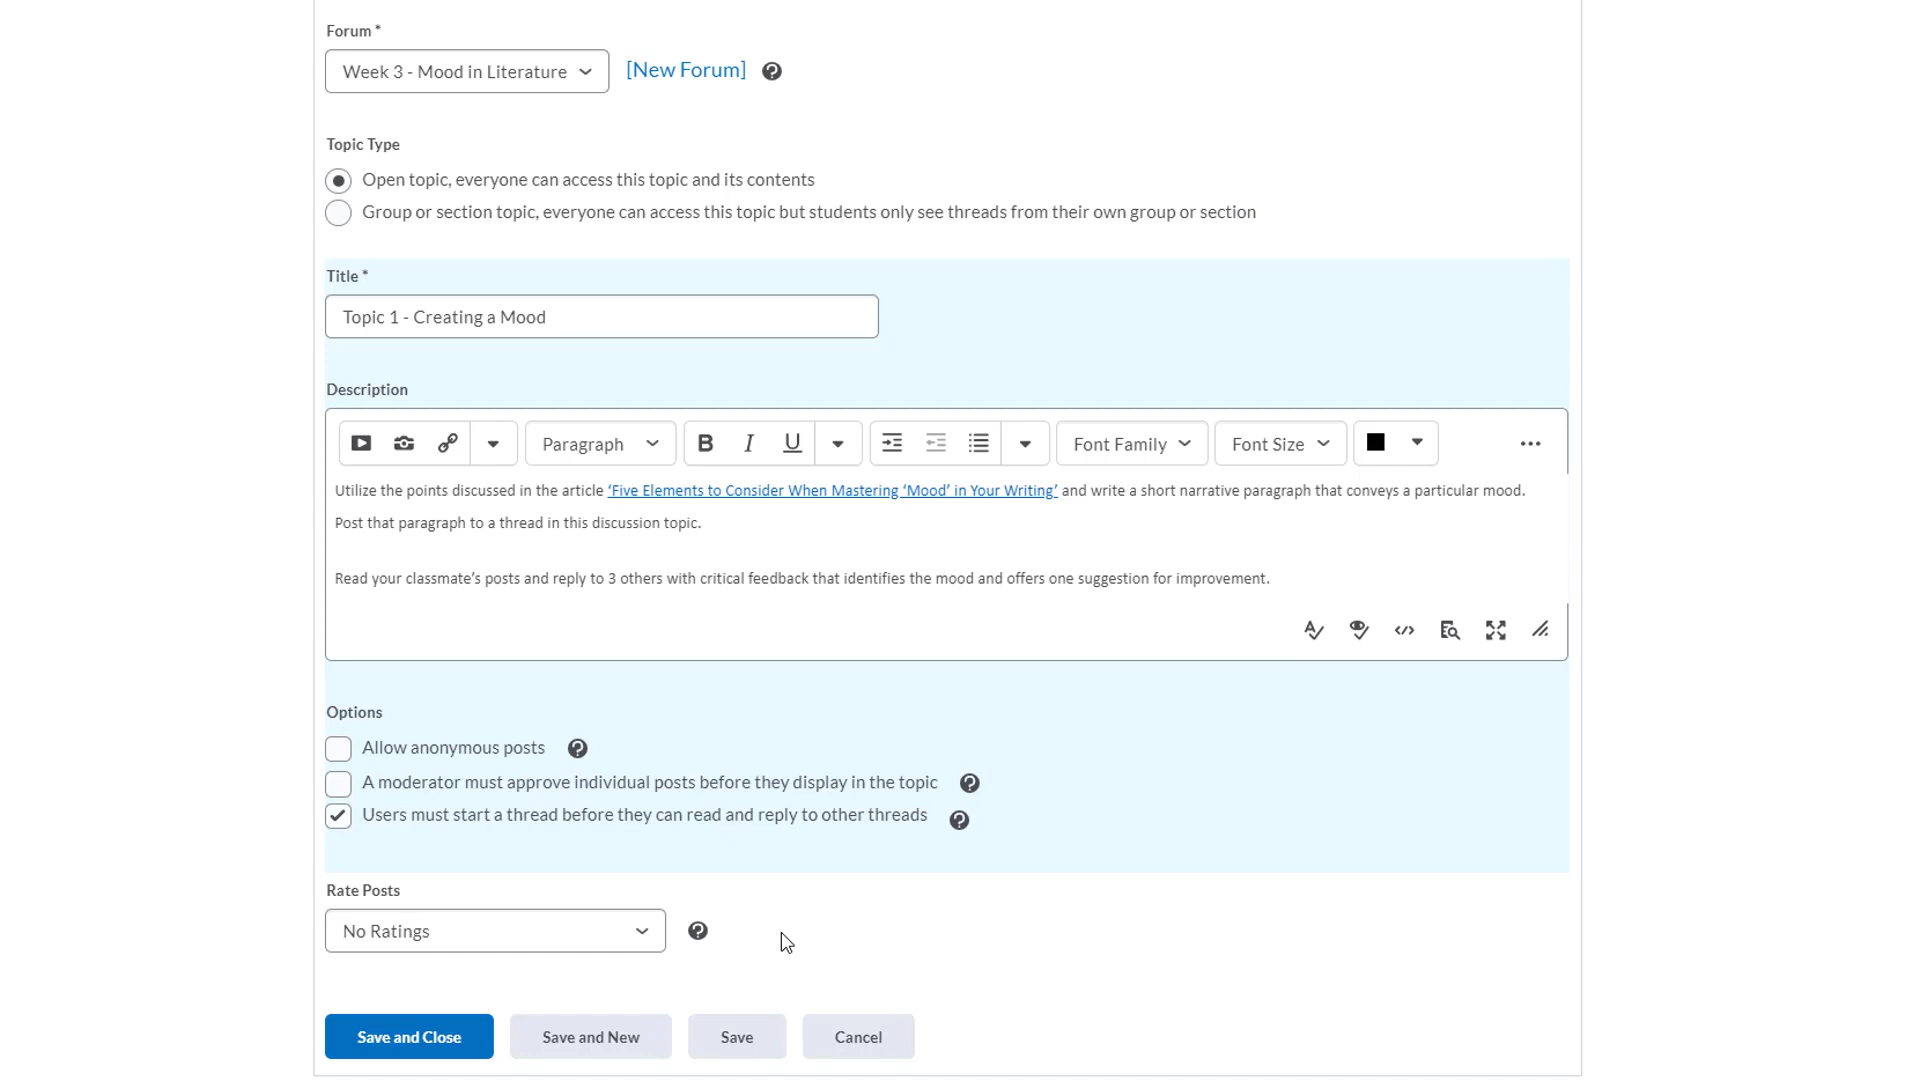 Forum *
Week 3 - Mood in Literature [New Forum]
Topic Type
Open topic, everyone can access this topic and its contents
Group or section topic, everyone can access this topic but students only see threads from their own group or section
Title *
Topic 1 - Creating a Mood
Description
Paragraph B I U Font Family Font Size
Utilize the points discussed in the article ‘Five Elements to Consider When Mastering ‘Mood’ in Your Writing’ and write a short narrative paragraph that conveys a particular mood.
Post that paragraph to a thread in this discussion topic.
Read your classmate’s posts and reply to 3 others with critical feedback that identifies the mood and offers one suggestion for improvement.
Options
Allow anonymous posts
A moderator must approve individual posts before they display in the topic
Users must start a thread before they can read and reply to other threads
Rate Posts
No Ratings
Save and Close Save and New Save Cancel